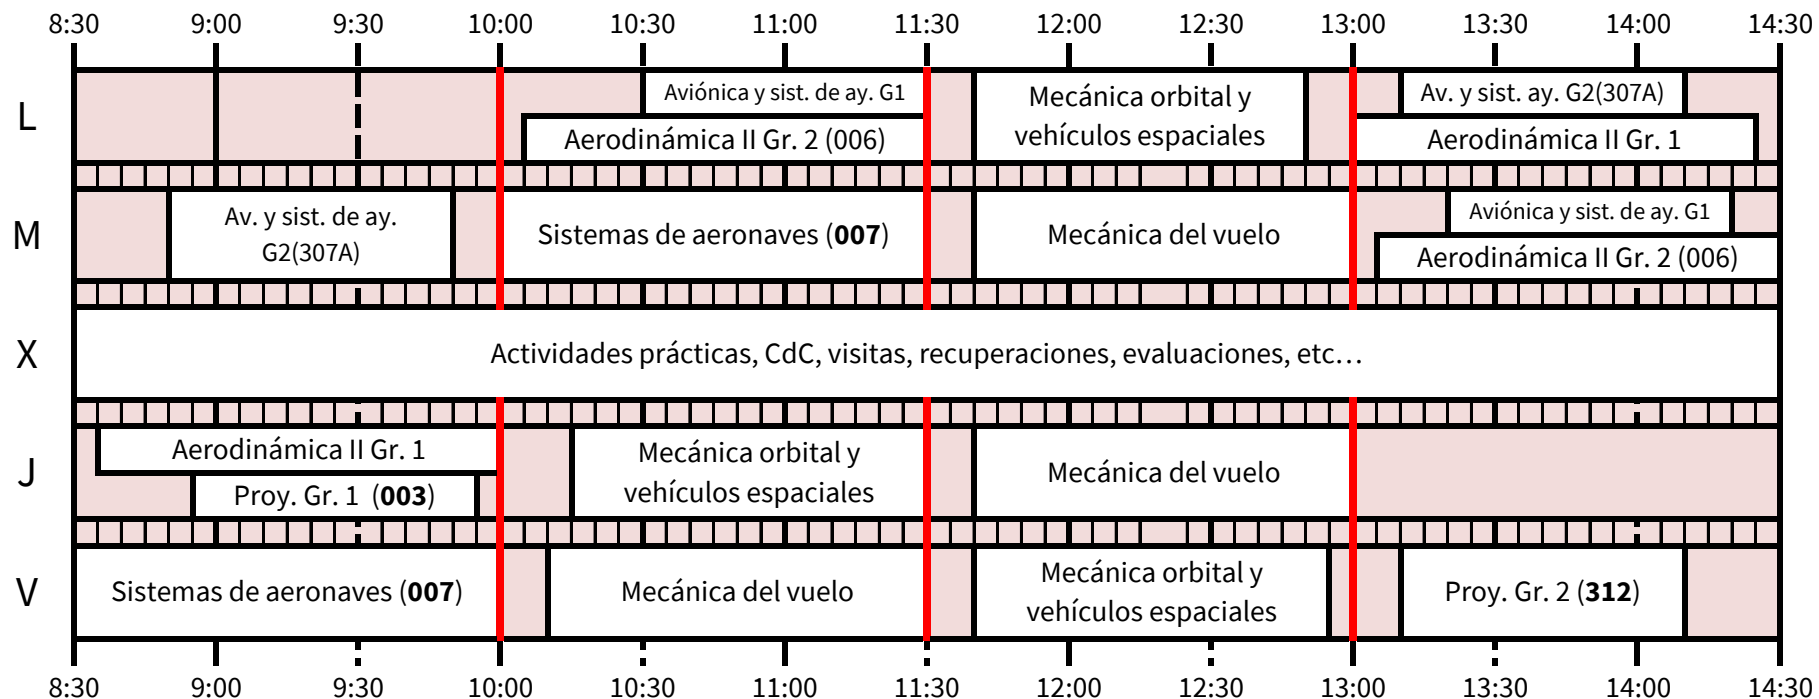 8:30 9:00 9:30 10:00 10:30 11:00 11:30 12:00 12:30 13:00 13:30 14:00 14:30
L
Aviónica y sist. de ay. G1
Aerodinámica II Gr. 2 (006)
Mecánica orbital y
vehículos espaciales
Av. y sist. ay. G2(307A)
Aerodinámica II Gr. 1
M
Av. y sist. de ay.
G2(307A)
Sistemas de aeronaves (007)
Mecánica del vuelo
Aviónica y sist. de ay. G1
Aerodinámica II Gr. 2 (006)
X
Actividades prácticas, CdC, visitas, recuperaciones, evaluaciones, etc…
J
Aerodinámica II Gr. 1
Proy. Gr. 1 (003)
Mecánica orbital y
vehículos espaciales
Mecánica del vuelo
V
Sistemas de aeronaves (007)
Mecánica del vuelo
Mecánica orbital y
vehículos espaciales
Proy. Gr. 2 (312)
8:30 9:00 9:30 10:00 10:30 11:00 11:30 12:00 12:30 13:00 13:30 14:00 14:30